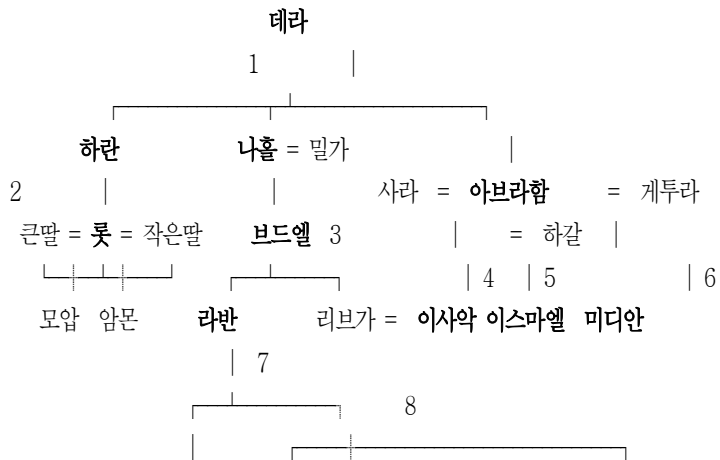 데라
1
하란 나홀 = 밀가
2 사라 = 아브라함 = 게투라
큰딸 = 롯 = 작은딸 브드엘 3 = 하갈
4 5 6
모압 암몬 라반 리브가 = 이사악 이스마엘 미디안
7
8